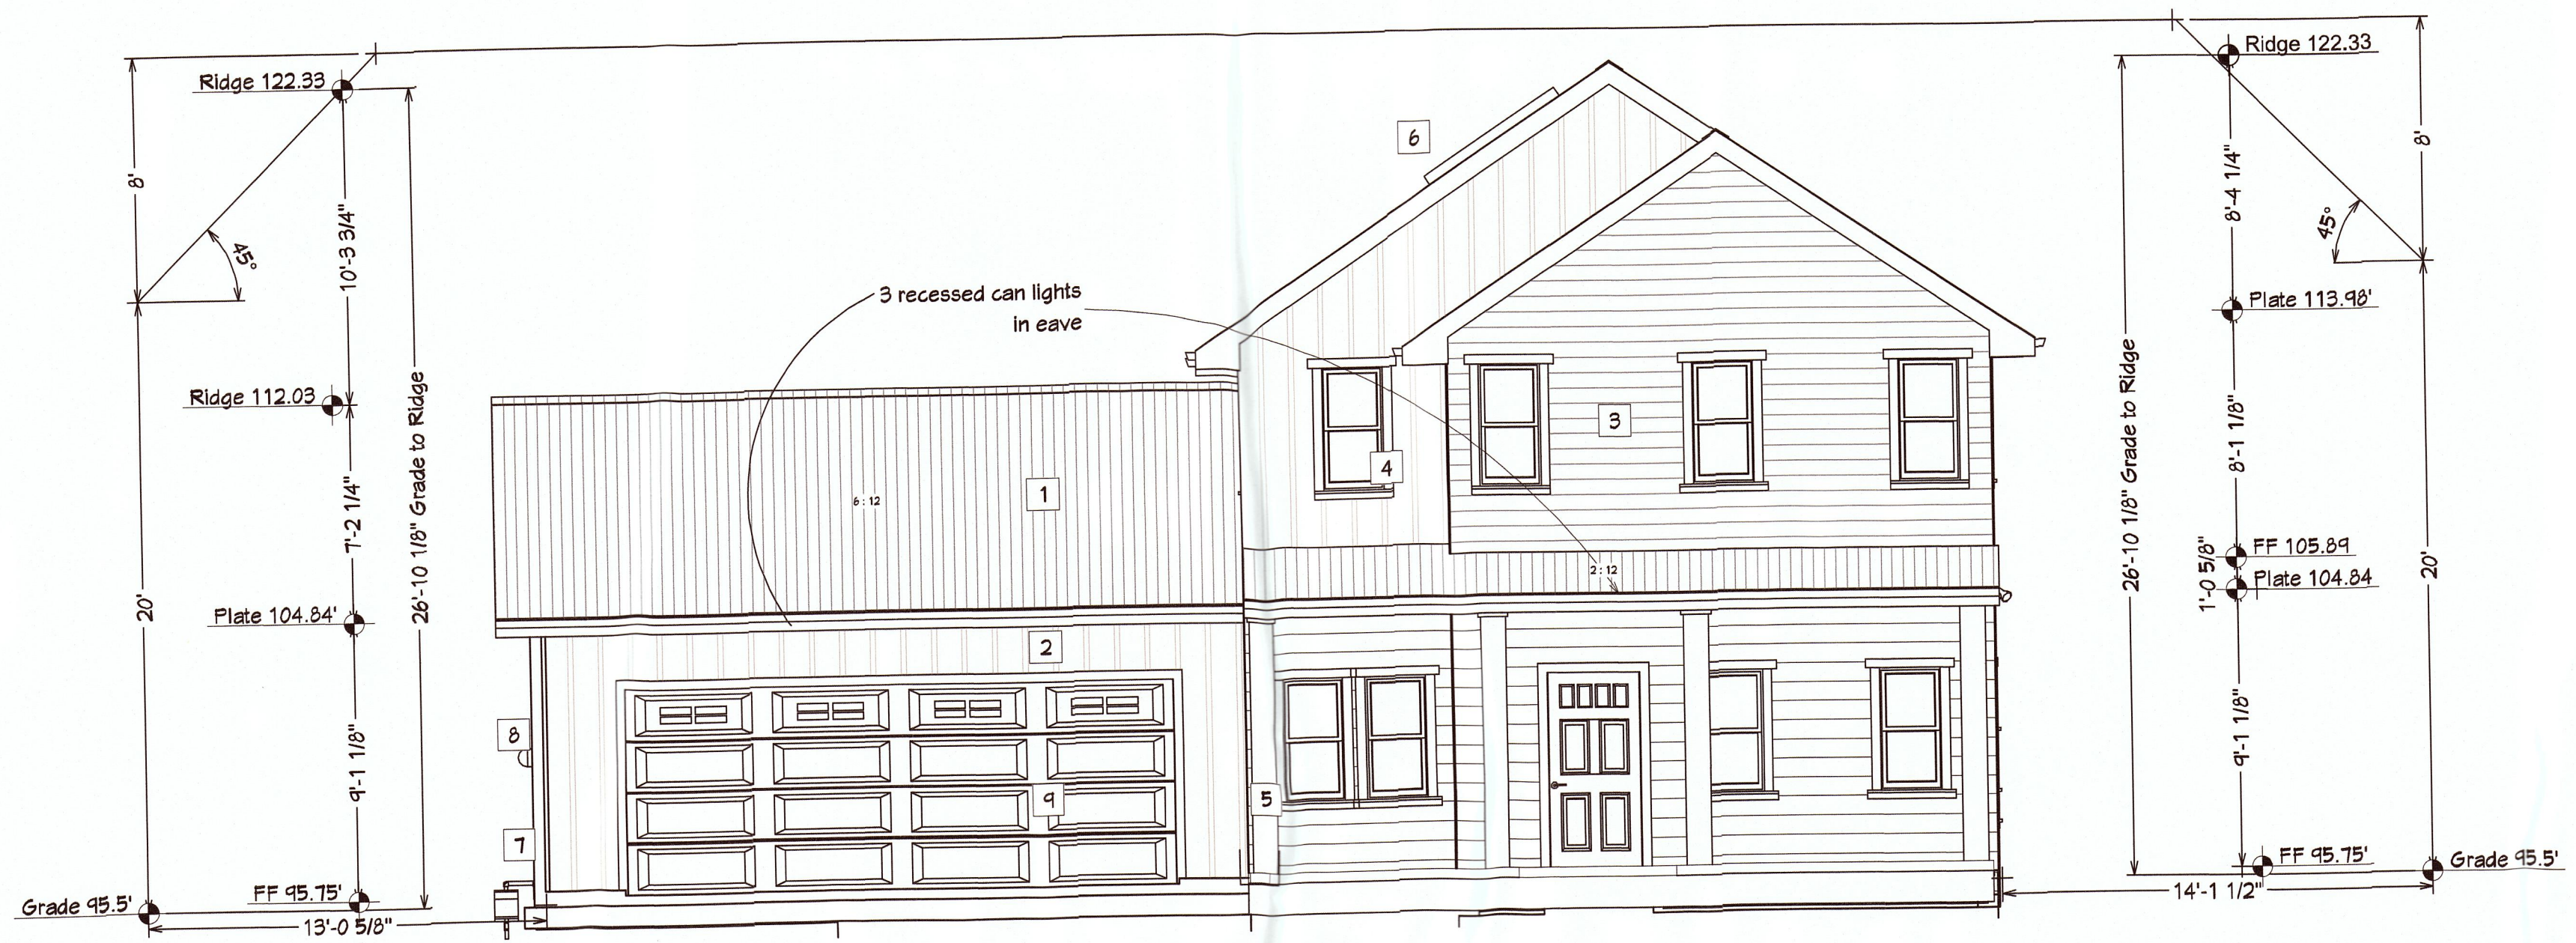 Ridge 122.33
Ridge 122.33
8'
8'
6
8'-4 1/4"
10'-3 3/4"
45°
45°
3 recessed can lights
in eave
Plate 113.98'
Ridge 112.03
26'-10 1/8" Grade to Ridge
26'-10 1/8" Grade to Ridge
3
8'-1 1/8"
4
1
6 : 12
7'-2 1/4"
FF 105.89
1'-0 5/8"
2 : 12
Plate 104.84
20'
20'
Plate 104.84'
2
8
9'-1 1/8"
9'-1 1/8"
9
5
7
FF 95.75'
Grade 95.5'
14'-1 1/2"
FF 95.75'
Grade 95.5'
13'-0 5/8"